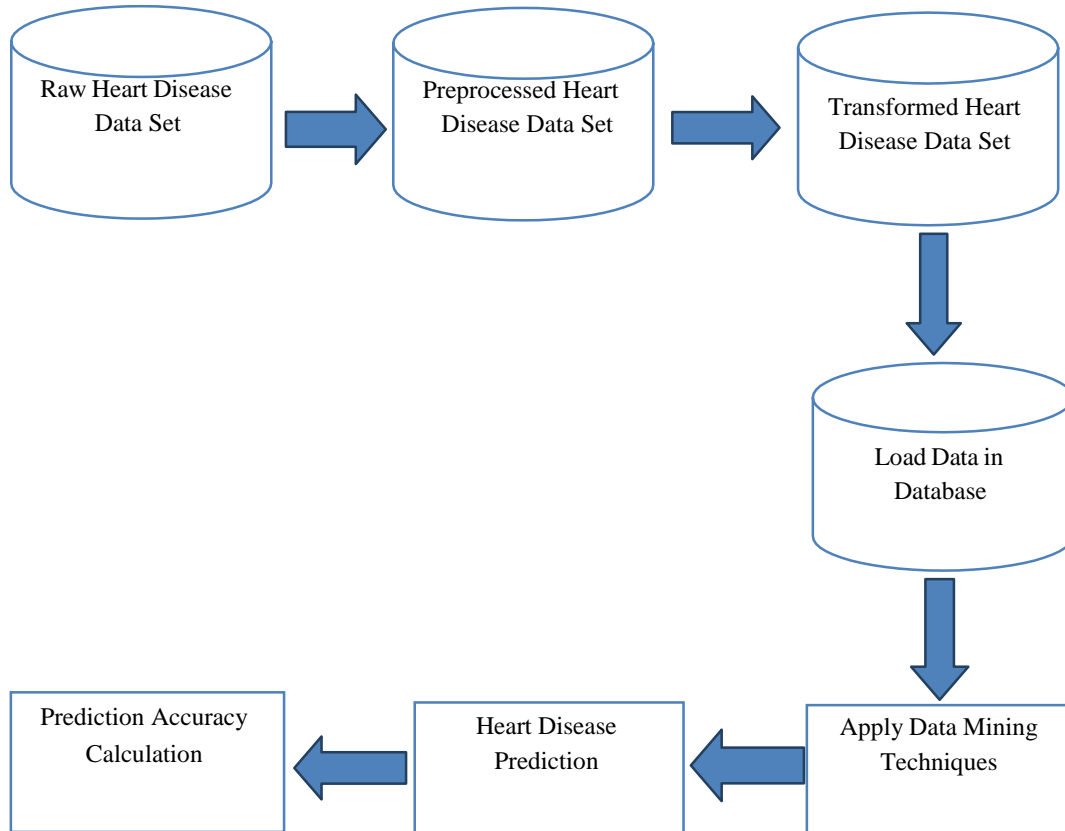 Raw Heart Disease
Data Set
Preprocessed Heart
Disease Data Set
Transformed Heart
Disease Data Set
Load Data in
Database
Apply Data Mining
Techniques
Heart Disease
Prediction
Prediction Accuracy
Calculation